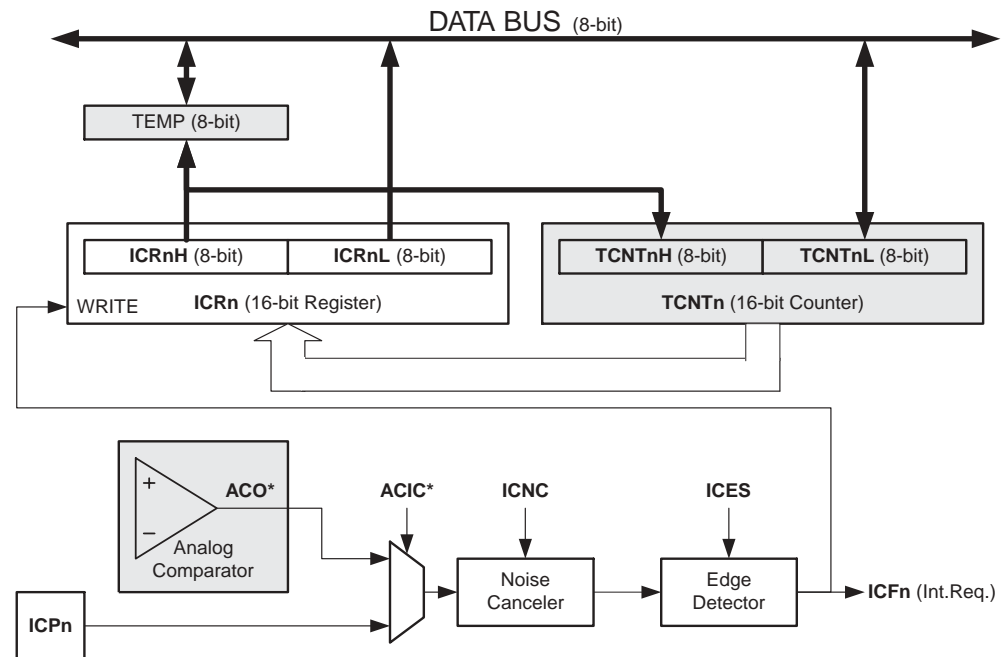 DATA BUS (8-bit)
TEMP (8-bit)
ICRnH (8-bit)
ICRnL (8-bit)
TCNTnH (8-bit)
TCNTnL (8-bit)
WRITE
ICRn (16-bit Register)
TCNTn (16-bit Counter)
+
−
ACO*
Analog
Comparator
ACIC*
ICNC
ICES
Noise
Canceler
Edge
Detector
ICFn (Int.Req.)
ICPn